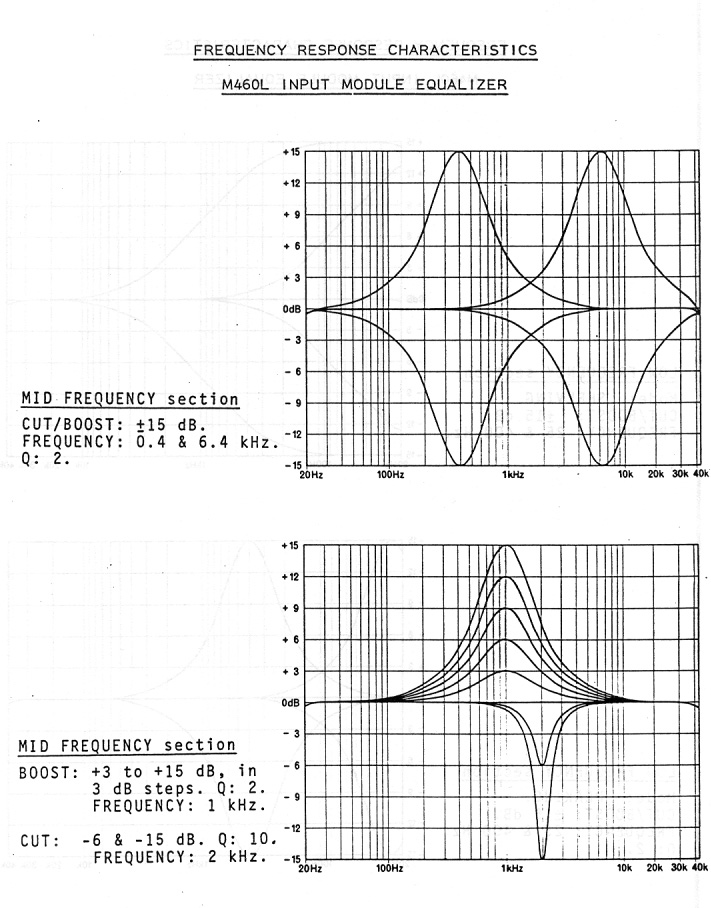 FREQUENCY RESPONSE CHARACTERISTICS
M460L INPUT MODULE EQUALIZER
+15
+12
+ 9
+ 6
+ 3
0dB
- 3
- 6
- 9
-12
-15
20Hz 100Hz 1kHz 10k 20k 30k 40k
MID FREQUENCY section
CUT/BOOST: ±15 dB.
FREQUENCY: 0.4 & 6.4 kHz.
Q: 2.
+15
+12
+ 9
+ 6
+ 3
0dB
- 3
- 6
- 9
-12
-15
20Hz 100Hz 1kHz 10k 20k 30k 40k
MID FREQUENCY section
BOOST: +3 to +15 dB, in
3 dB steps. Q: 2.
FREQUENCY: 1 kHz.
CUT: -6 & -15 dB. Q: 10.
FREQUENCY: 2 kHz.